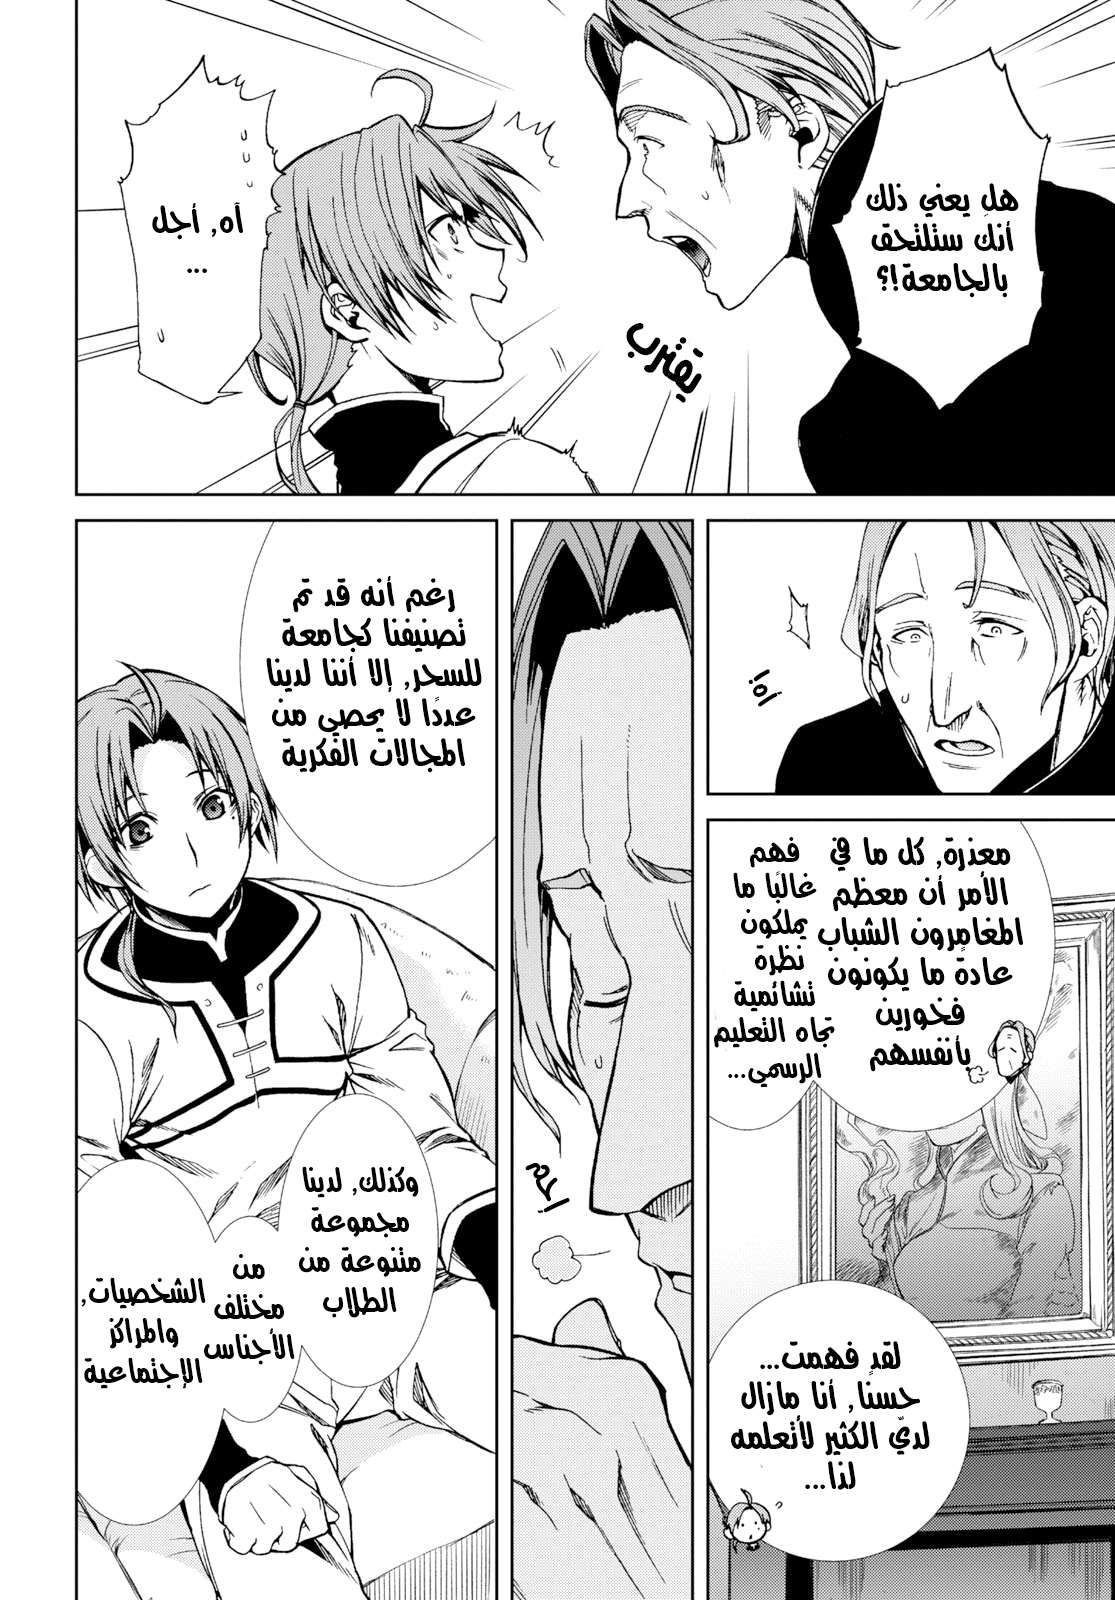 هل يعني ذلك
أنك ستلتحق
بالجامعة!؟
يقترب
آه, أجل
...
آه!
معذرة, كل ما في
الأمر أن معظم
المغامرون الشباب
عادةً ما يكونون
فخورين
بأنفسهم
فهم
غالبًا ما
يملكون
نظرة
تشائمية
تجاه التعليم
الرسمي...
لقد فهمت...
حسنًا, أنا مازال
لديّ الكثير لأتعلمه
لذا...
إحم
رغم أنه قد تم
تصنيفنا كجامعة
للسحر, إلا أننا لدينا
عددًا لا يحصي من
المجالات الفكرية
وكذلك, لدينا
مجموعة
متنوعة من
الطلاب
من
مختلف
الأجناس
الشخصيات,
والمراكز
الإجتماعية